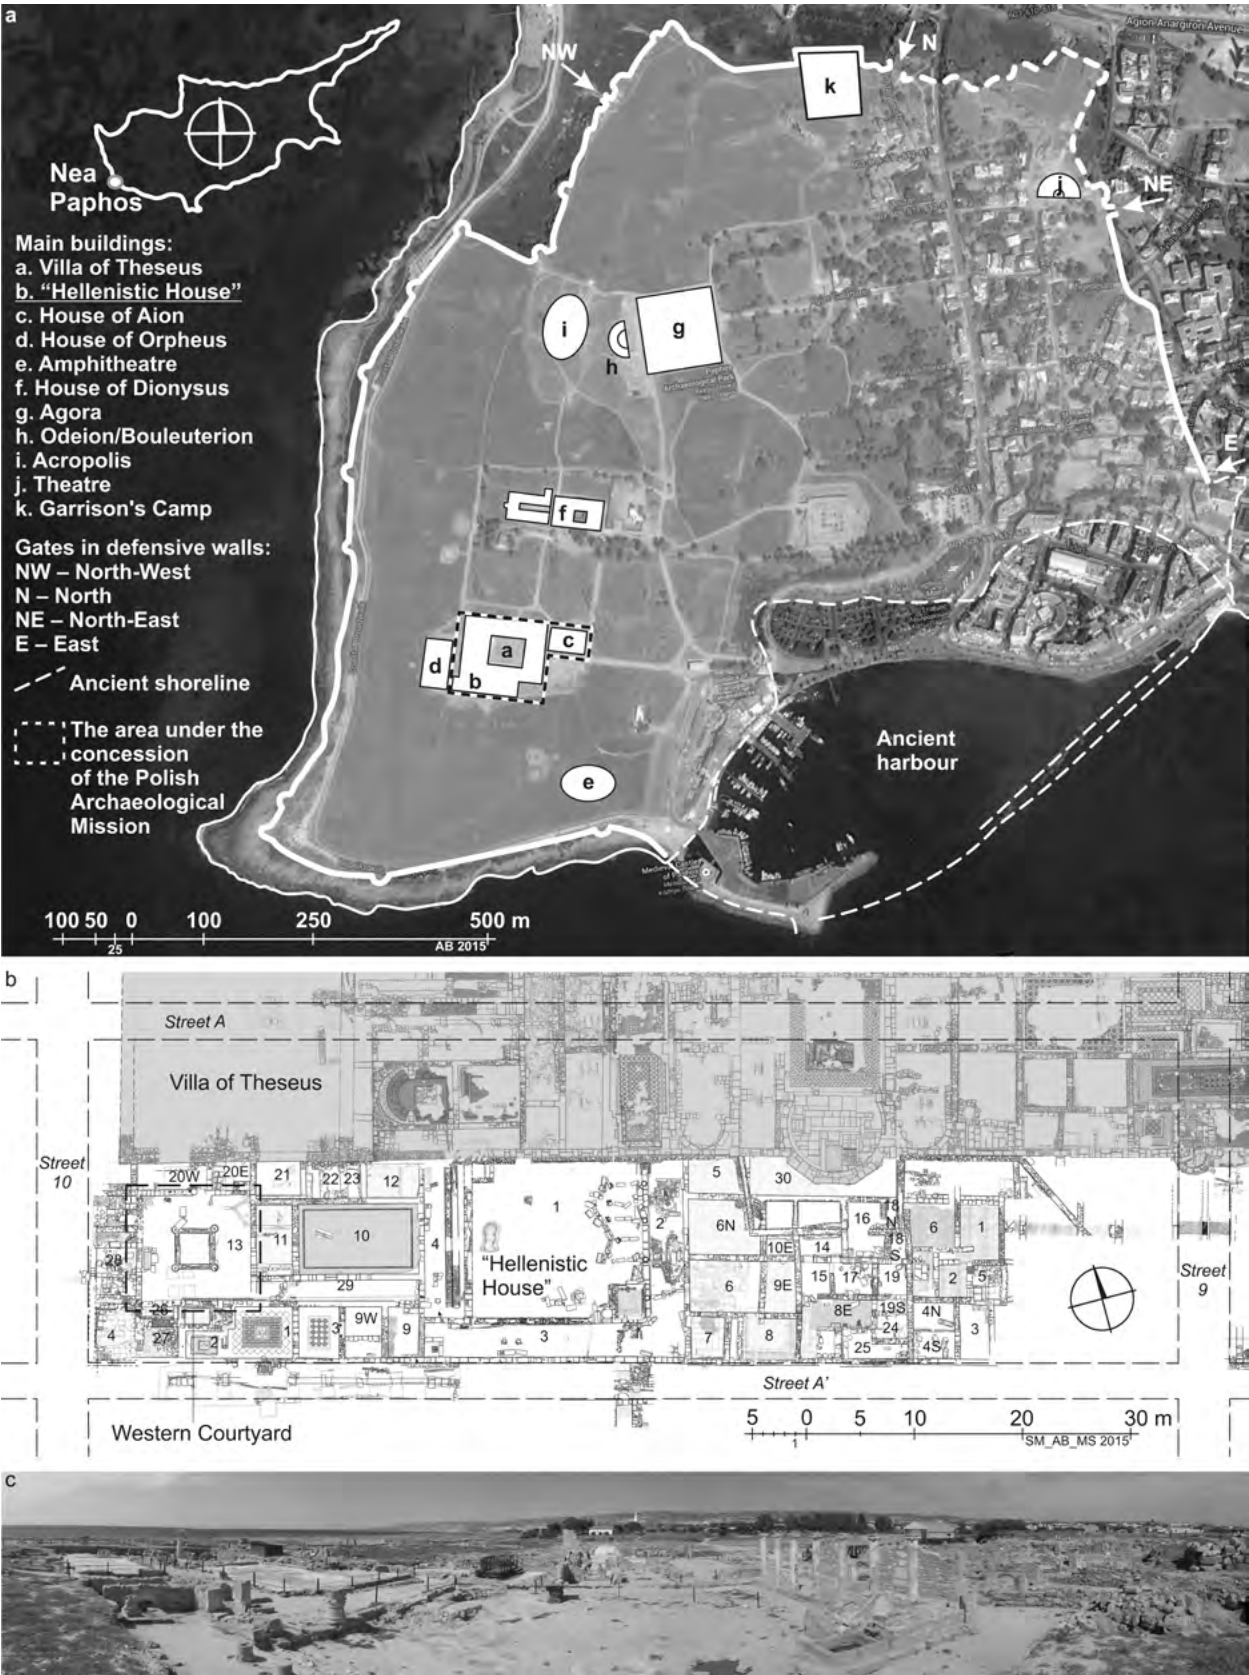 a
Agion Anargiron Avenue
NW
N
k
Nea
Paphos
j
NE
Main buildings:
a. Villa of Theseus
b. “Hellenistic House”
c. House of Aion
d. House of Orpheus
e. Amphitheatre
f. House of Dionysus
g. Agora
h. Odeion/Bouleuterion
i. Acropolis
j. Theatre
k. Garrison's Camp
i
h
g
Paphos
Archaeological Park
E
Gates in defensive walls:
NW – North-West
N – North
NE – North-East
E – East
f
Ancient shoreline
The area under the
concession
of the Polish
Archaeological
Mission
d
a
b
c
e
Ancient
harbour
100 50 0 100 250 500 m
25
AB 2015
b
Street A
Villa of Theseus
Street
10
20W
20E
21
22
23
12
1
5
30
2
6N
16
18
N
18
S
6
1
13
11
10
4
10E
14
“Hellenistic
House”
28
29
6
9E
15
17
19
2
5
Street
9
26
4
27
2
1
3
9W
9
3
7
8
8E
19S
24
25
4N
4S
3
Street A’
Western Courtyard
5 0 5 10 20 30 m
1
SM_AB_MS 2015
c